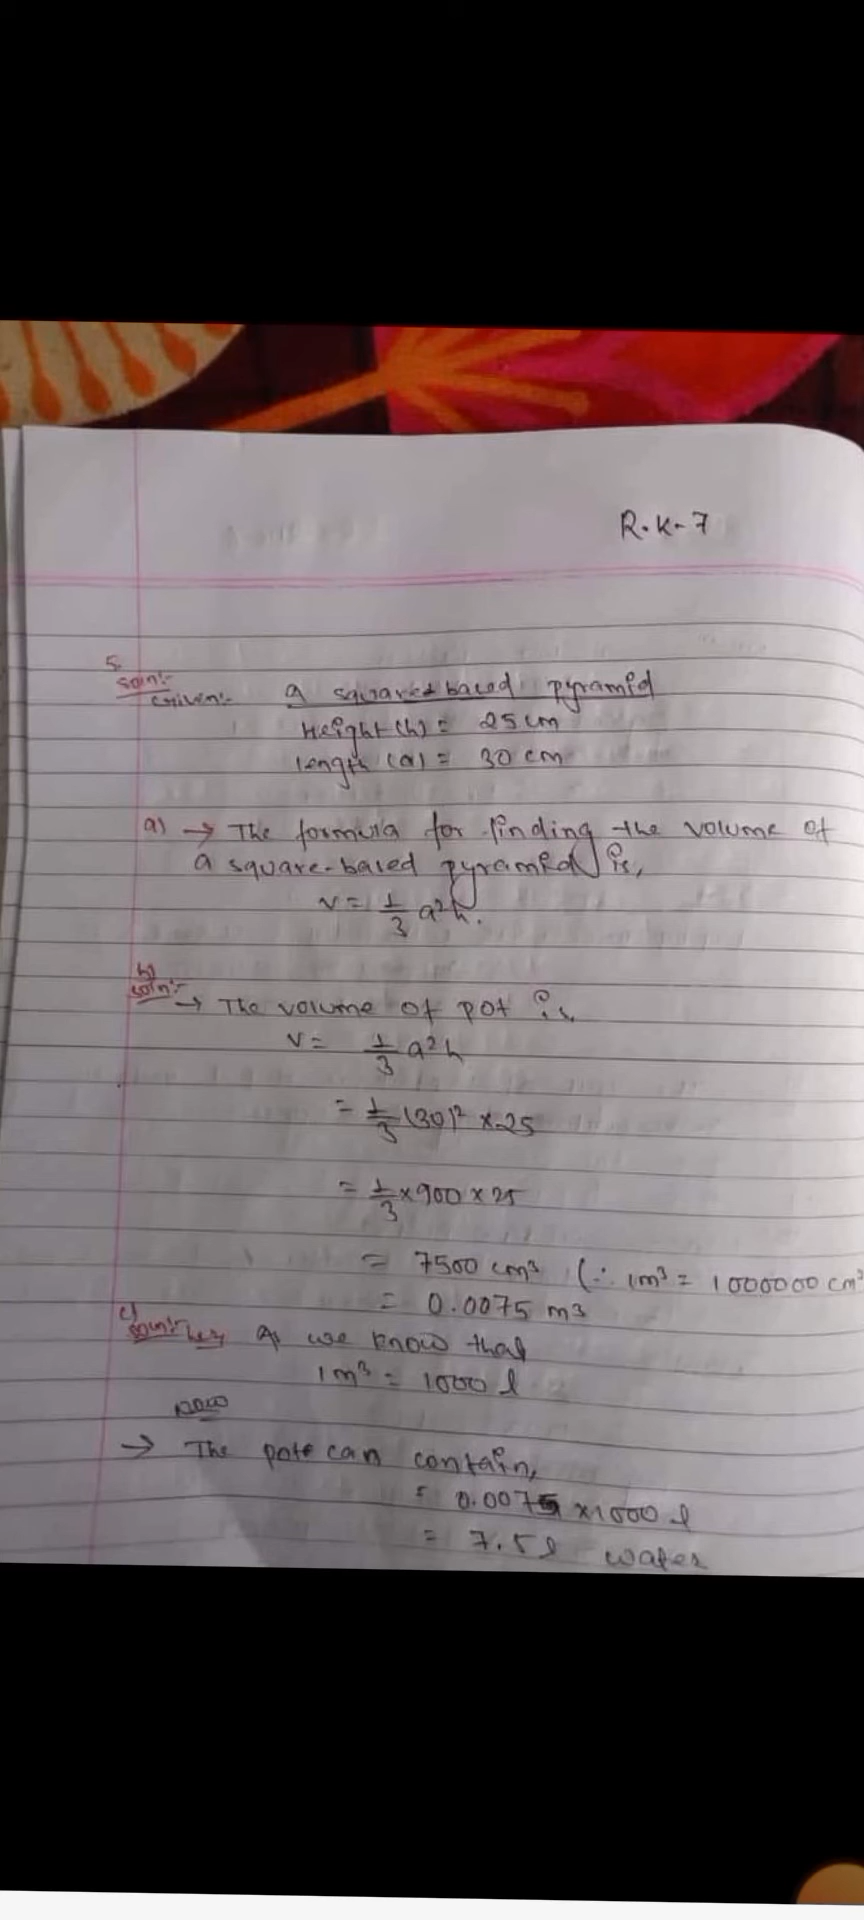 R.K-7
5.
Soln:-
Given:- a squared based pyramid
Height (h) = 25 cm
length (a) = 30 cm
a) → The formula for finding the volume of
a square-based pyramid is,
V = 1/3 a²h.
b)
Soln:- → The volume of pot is,
V = 1/3 a²h
= 1/3 (30)² × 25
= 1/3 × 900 × 25
= 7500 cm³ (∵ 1m³ = 1000000 cm³
= 0.0075 m³
c)
Soln:- As we know that
1 m³ = 1000 l
Now
→ The pote can contain,
= 0.0075 × 1000 l
= 7.5 l water